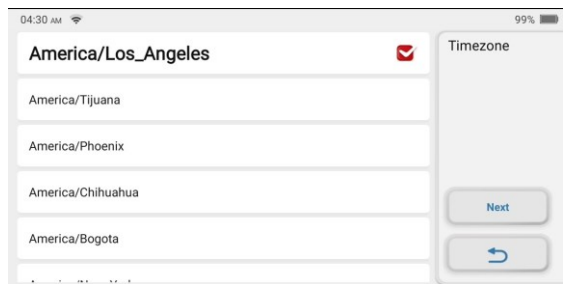 04:30 AM
99%
America/Los_Angeles
America/Tijuana
America/Phoenix
America/Chihuahua
America/Bogota
Timezone
Next